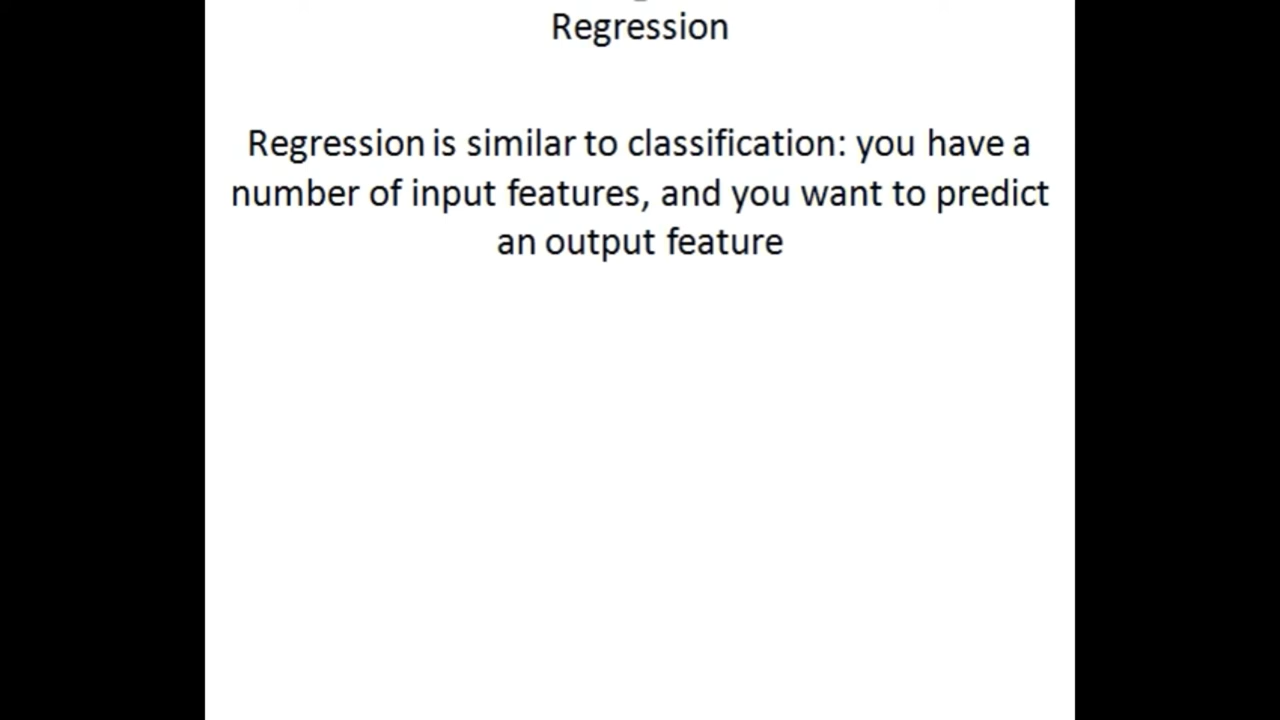 Regression
Regression is similar to classification: you have a
number of input features, and you want to predict
an output feature